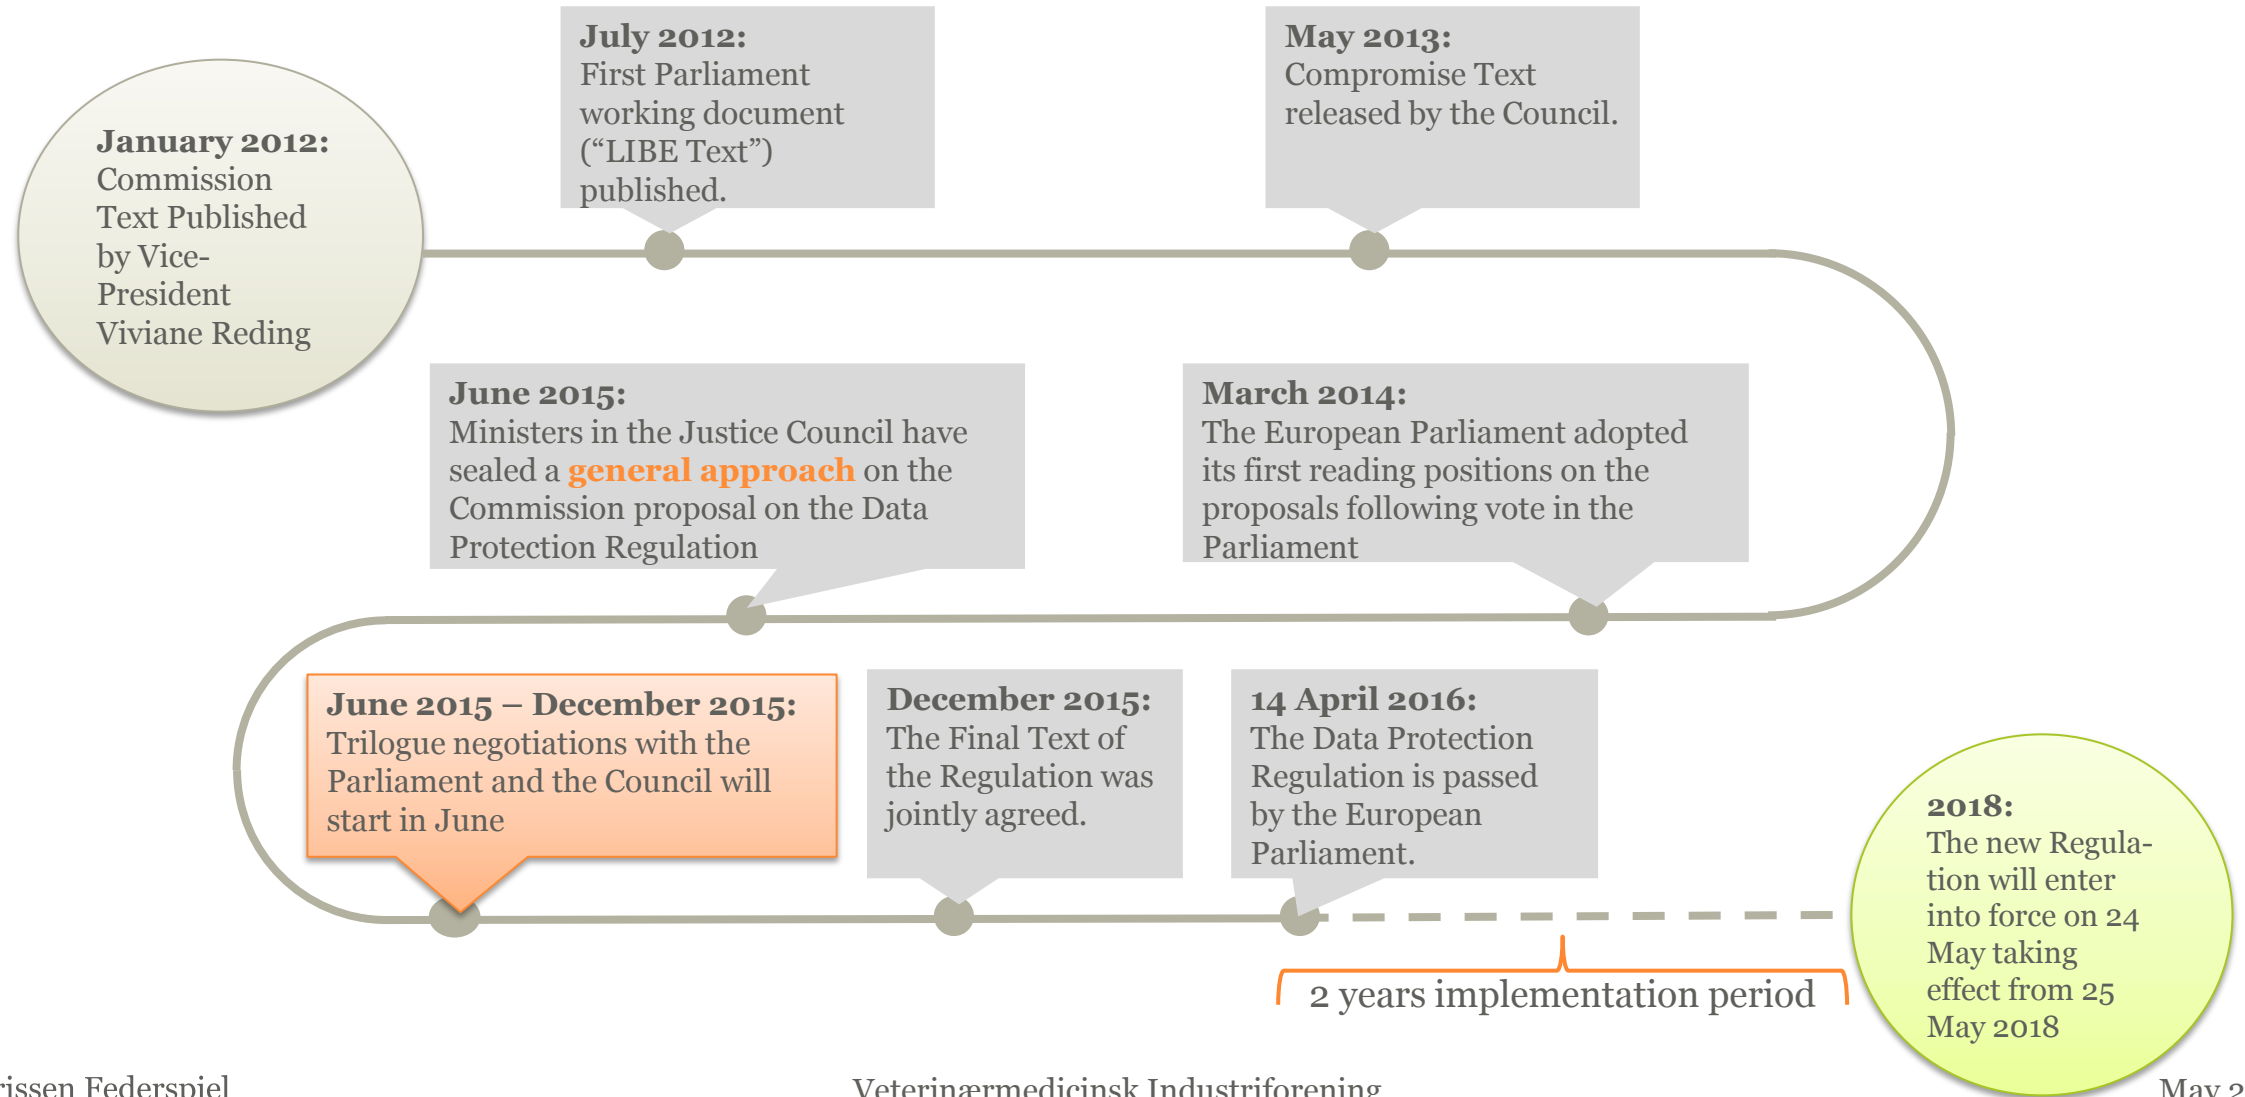 January 2012:
Commission
Text Published
by Vice-
President
Viviane Reding
July 2012:
First Parliament
working document
(“LIBE Text”)
published.
May 2013:
Compromise Text
released by the Council.
March 2014:
The European Parliament adopted
its first reading positions on the
proposals following vote in the
Parliament
June 2015:
Ministers in the Justice Council have
sealed a general approach on the
Commission proposal on the Data
Protection Regulation
June 2015 – December 2015:
Trilogue negotiations with the
Parliament and the Council will
start in June
December 2015:
The Final Text of
the Regulation was
jointly agreed.
14 April 2016:
The Data Protection
Regulation is passed
by the European
Parliament.
2 years implementation period
2018:
The new Regula-
tion will enter
into force on 24
May taking
effect from 25
May 2018
rissen Federspiel
Veterinærmedicinsk Industriforening
May 2